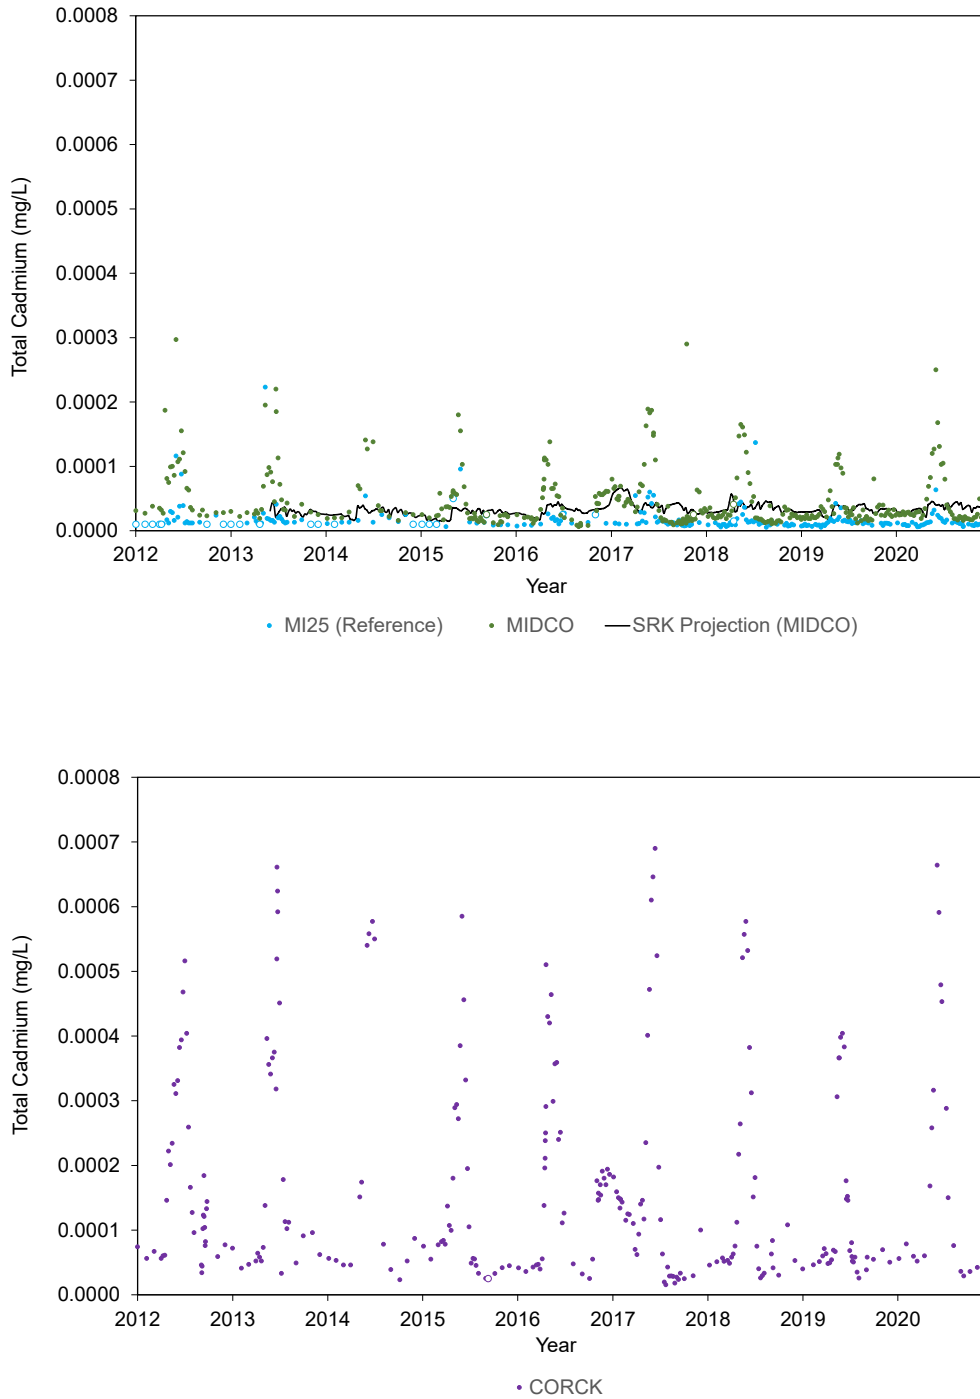 0.0008
0.0007
0.0006
0.0005
0.0004
0.0003
0.0002
0.0001
0.0000
Total Cadmium (mg/L)
2012 2013 2014 2015 2016 2017 2018 2019 2020
Year
MI25 (Reference) MIDCO SRK Projection (MIDCO)
0.0008
0.0007
0.0006
0.0005
0.0004
0.0003
0.0002
0.0001
0.0000
Total Cadmium (mg/L)
2012 2013 2014 2015 2016 2017 2018 2019 2020
Year
CORCK